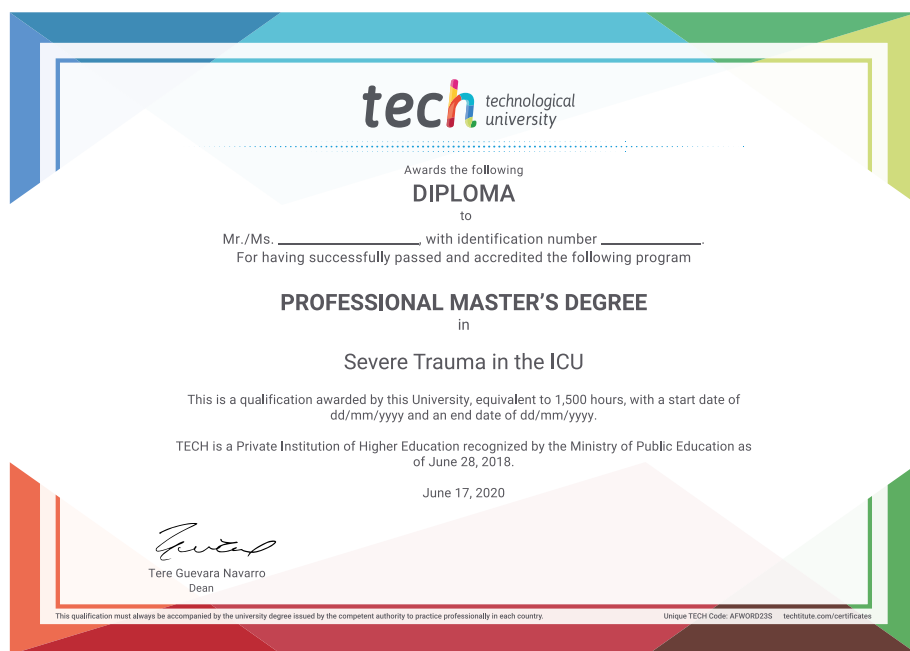 tech technological
university
Awards the following
DIPLOMA
to
Mr./Ms. ____________________, with identification number ______________.
For having successfully passed and accredited the following program
PROFESSIONAL MASTER'S DEGREE
in
Severe Trauma in the ICU
This is a qualification awarded by this University, equivalent to 1,500 hours, with a start date of
dd/mm/yyyy and an end date of dd/mm/yyyy.
TECH is a Private Institution of Higher Education recognized by the Ministry of Public Education as
of June 28, 2018.
June 17, 2020
Tere Guevara Navarro
Dean
This qualification must always be accompanied by the university degree issued by the competent authority to practice professionally in each country.
Unique TECH Code: AFWORD23S techtitute.com/certificates